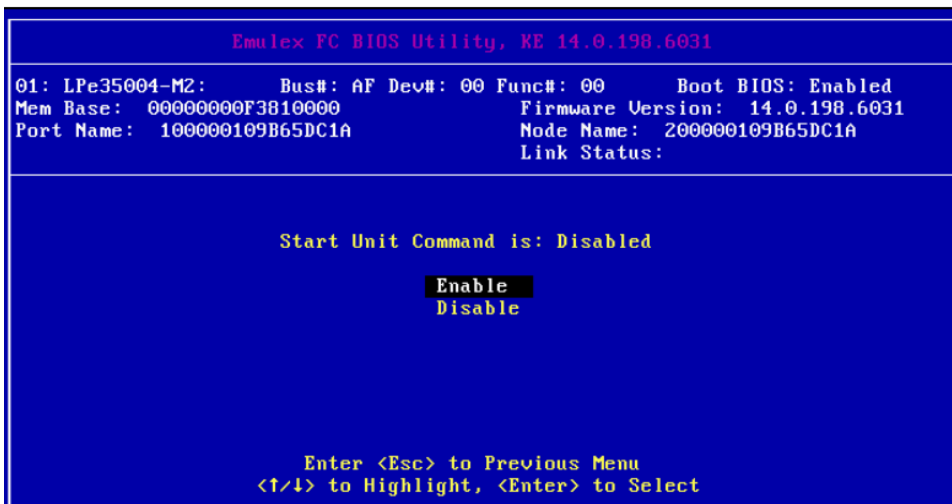 Emulex FC BIOS Utility, KE 14.0.198.6031
01: LPe35004-M2: Bus#: AF Dev#: 00 Func#: 00 Boot BIOS: Enabled
Mem Base: 00000000F3810000 Firmware Version: 14.0.198.6031
Port Name: 100000109B65DC1A Node Name: 200000109B65DC1A
Link Status:
Start Unit Command is: Disabled
Enable
Disable
Enter <Esc> to Previous Menu
<↑/↓> to Highlight, <Enter> to Select